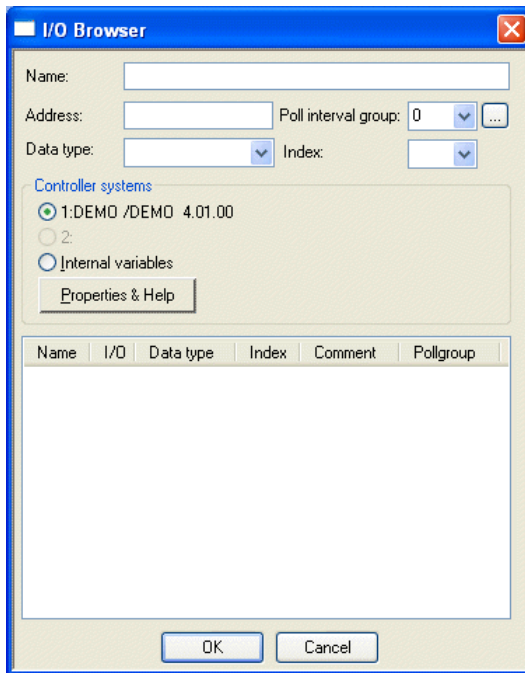 I/O Browser
Name:
Address: Poll interval group: 0 ...
Data type: Index:
Controller systems
1:DEMO /DEMO 4.01.00
2:
Internal variables
Properties & Help
Name I/O Data type Index Comment Pollgroup
OK Cancel